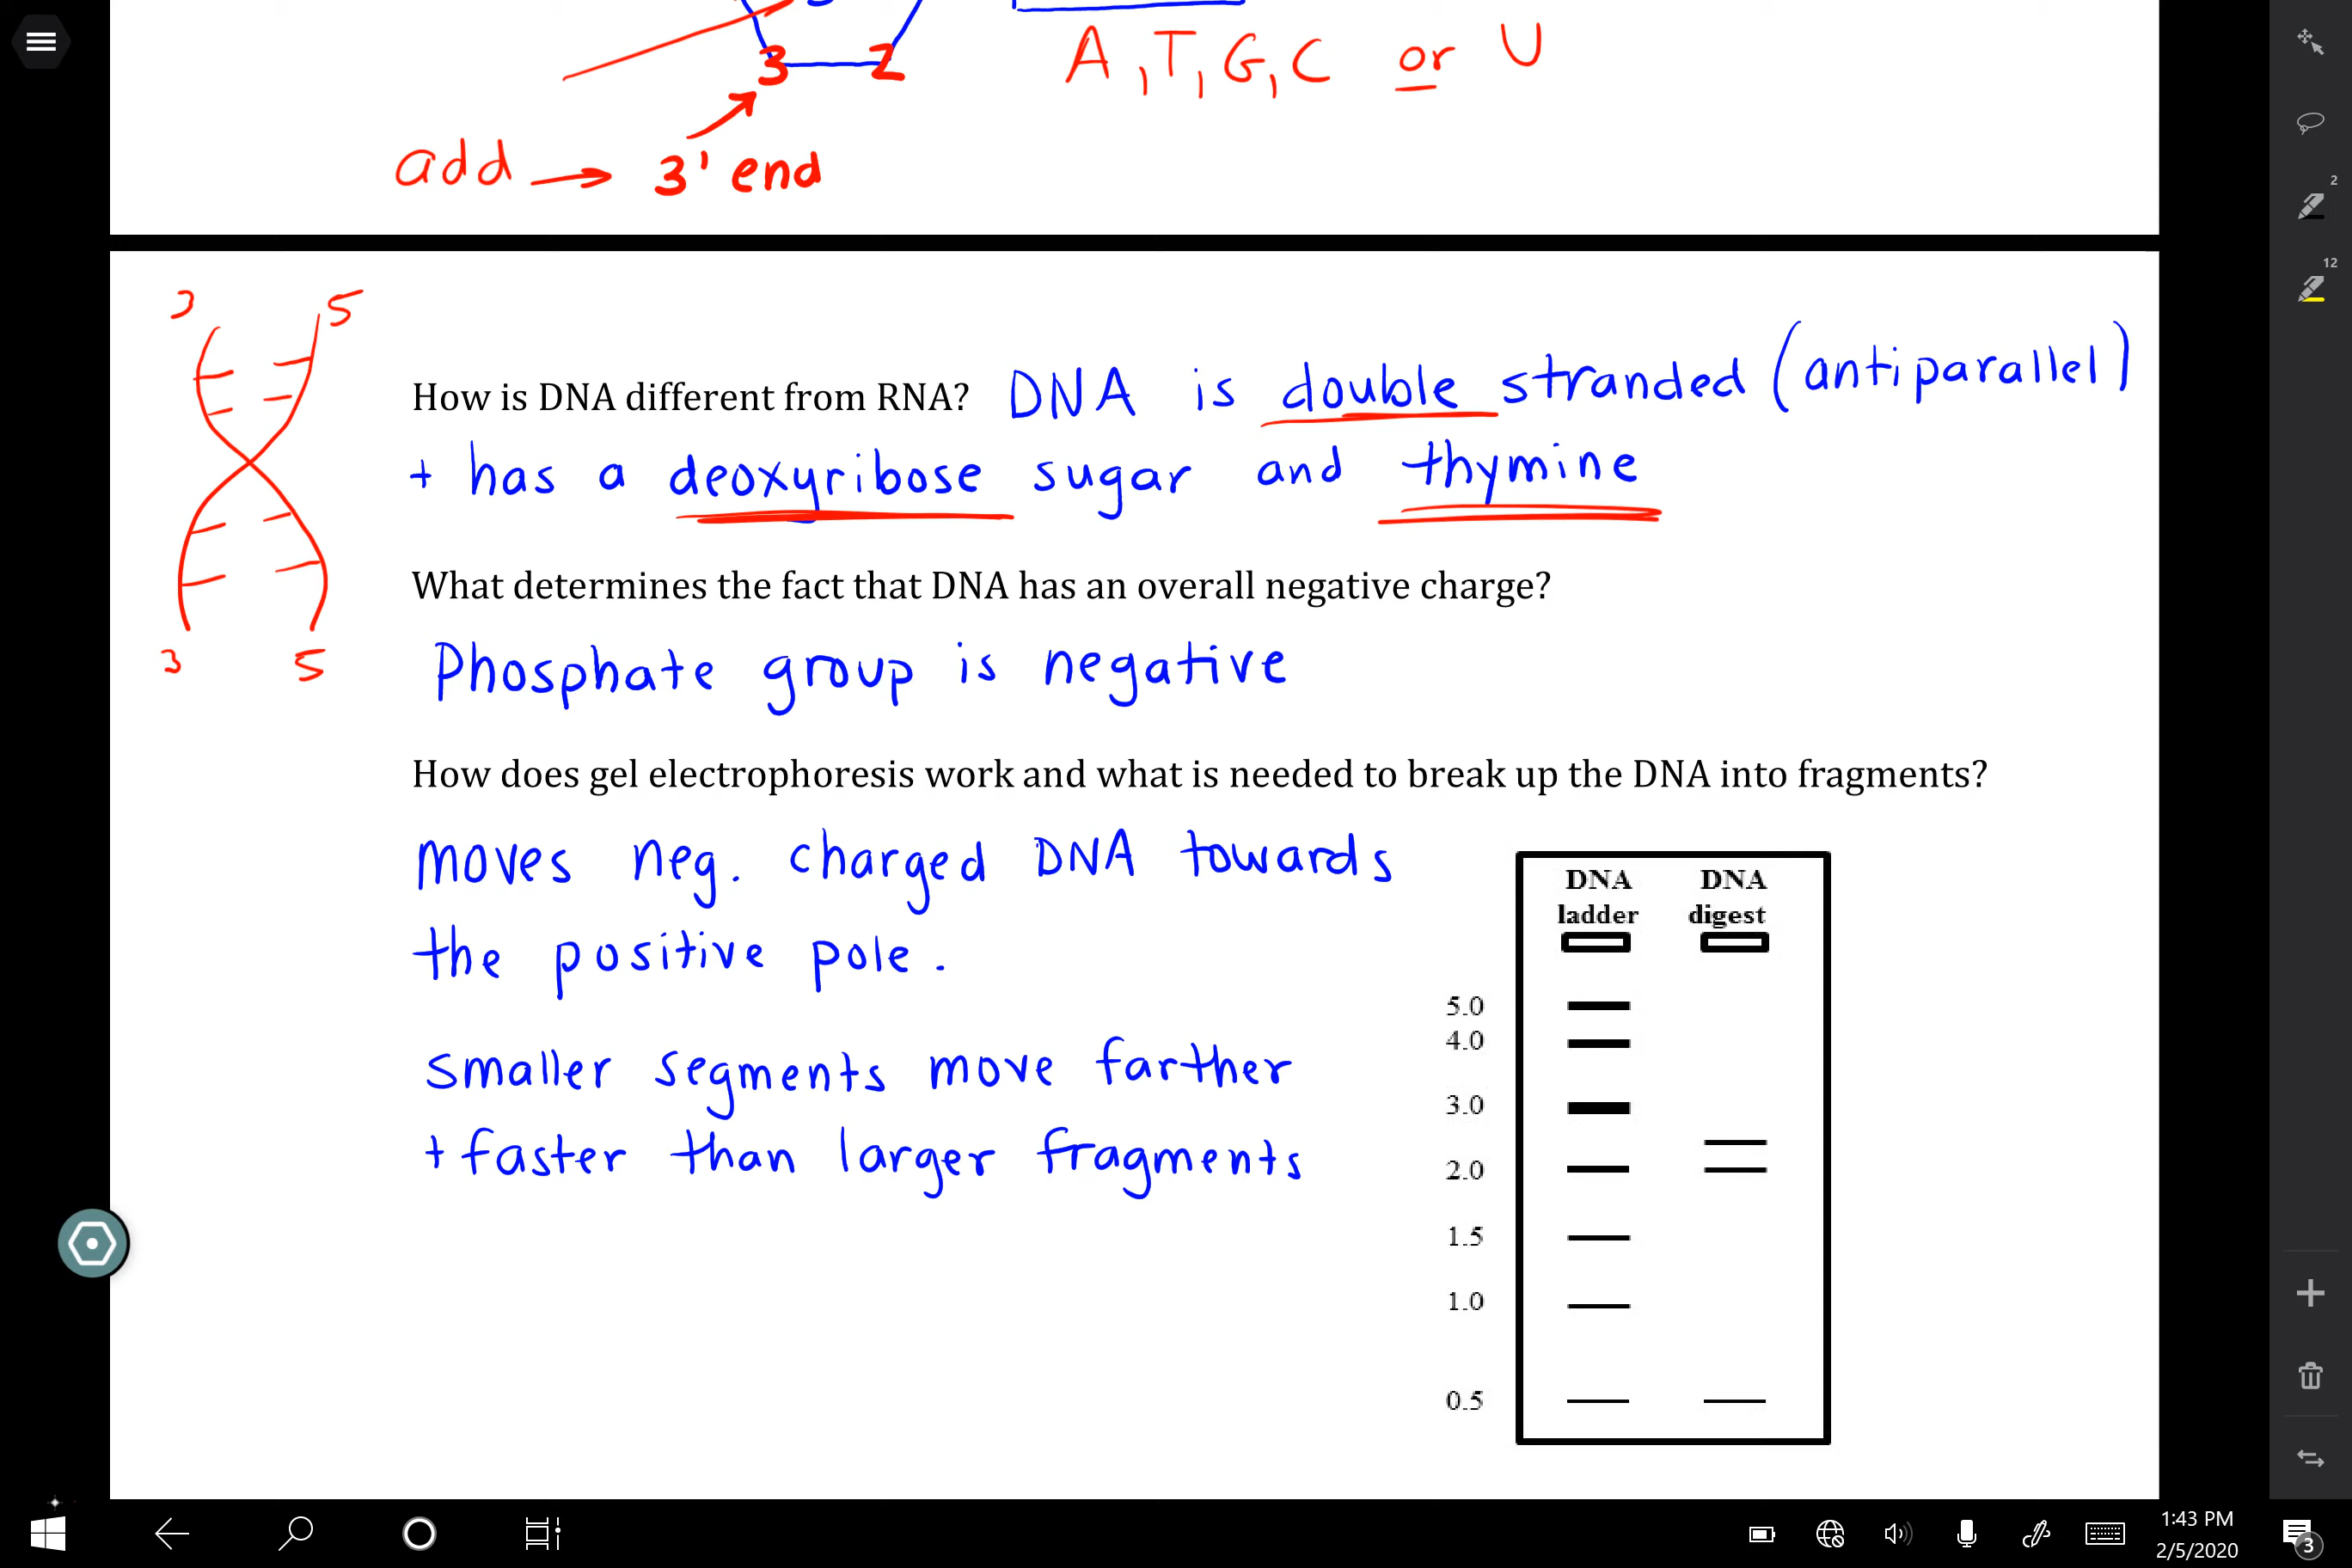 3 2
A, T, G, C or U
add → 3' end
3 5
How is DNA different from RNA? DNA is double stranded (antiparallel)
+ has a deoxyribose sugar and thymine
What determines the fact that DNA has an overall negative charge?
3 5
Phosphate group is negative
How does gel electrophoresis work and what is needed to break up the DNA into fragments?
moves neg. charged DNA towards
the positive pole.
smaller segments move farther
+ faster than larger fragments
DNA DNA
ladder digest
5.0
4.0
3.0
2.0
1.5
1.0
0.5
2
12
1:43 PM
2/5/2020
3